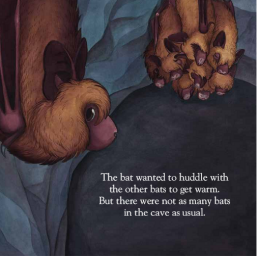 The bat wanted to huddle with
the other bats to get warm.
But there were not as many bats
in the cave as usual.